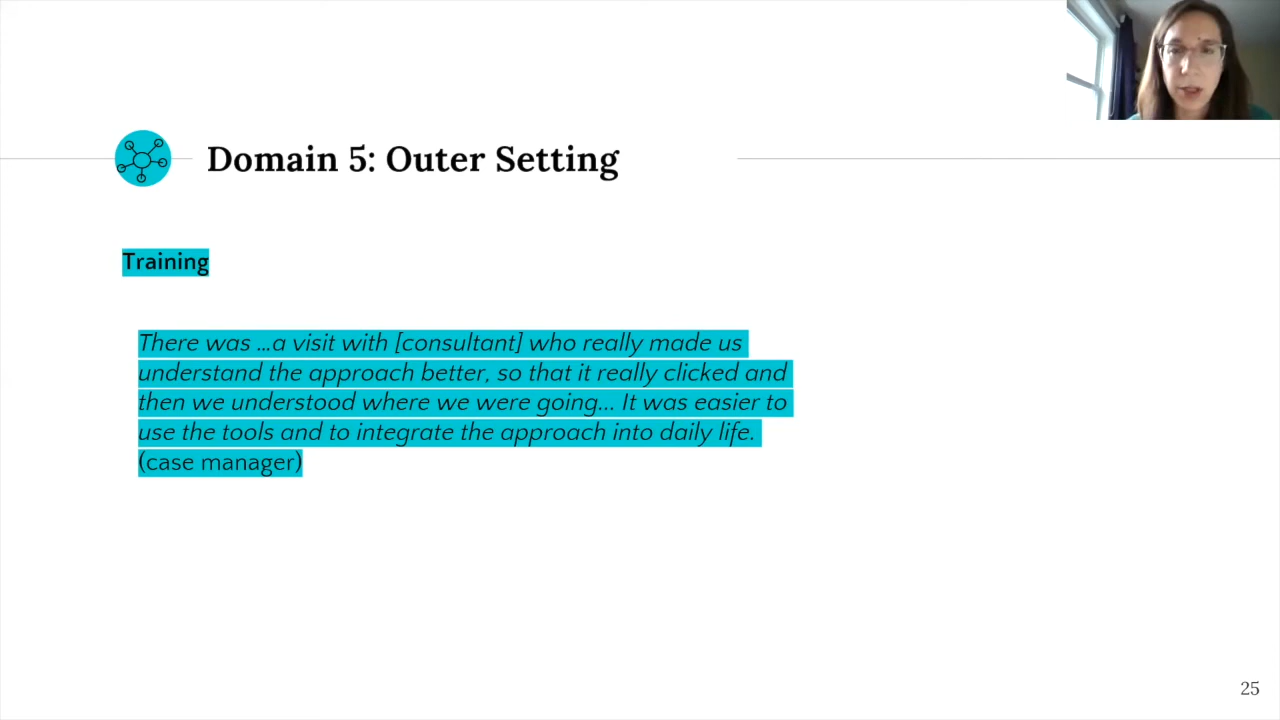 Domain 5: Outer Setting
Training
There was ...a visit with [consultant] who really made us
understand the approach better, so that it really clicked and
then we understood where we were going... It was easier to
use the tools and to integrate the approach into daily life.
(case manager)
25